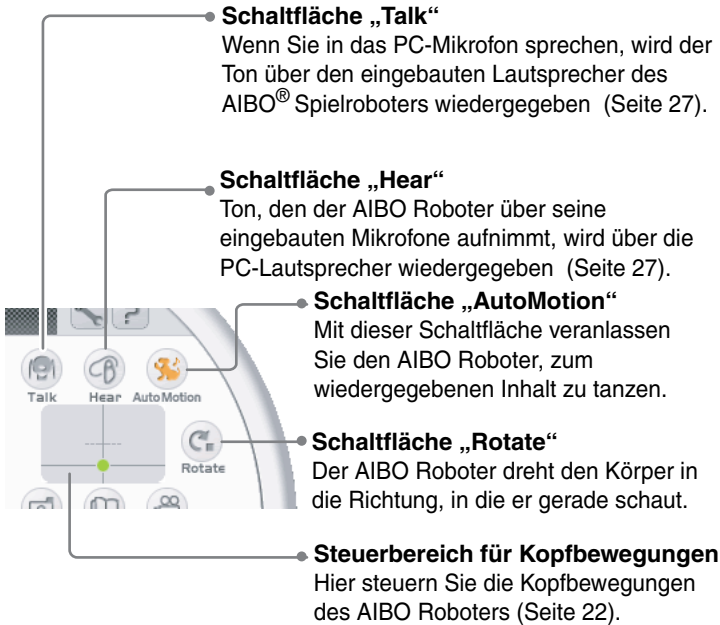 Schaltfläche „Talk“
Wenn Sie in das PC-Mikrofon sprechen, wird der
Ton über den eingebauten Lautsprecher des
AIBO® Spielroboters wiedergegeben (Seite 27).
Schaltfläche „Hear“
Ton, den der AIBO Roboter über seine
eingebauten Mikrofone aufnimmt, wird über die
PC-Lautsprecher wiedergegeben (Seite 27).
Schaltfläche „AutoMotion“
Mit dieser Schaltfläche veranlassen
Sie den AIBO Roboter, zum
wiedergegebenen Inhalt zu tanzen.
?
Talk Hear AutoMotion
Rotate
Schaltfläche „Rotate“
Der AIBO Roboter dreht den Körper in
die Richtung, in die er gerade schaut.
Steuerbereich für Kopfbewegungen
Hier steuern Sie die Kopfbewegungen
des AIBO Roboters (Seite 22).